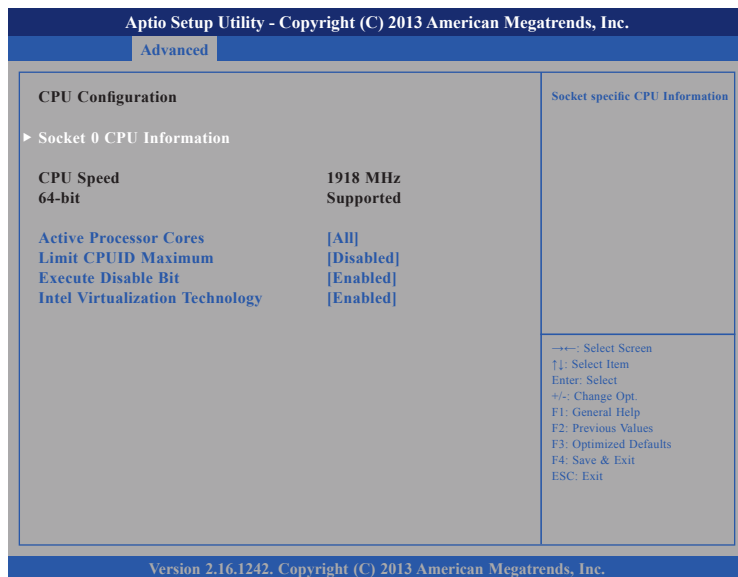 Aptio Setup Utility - Copyright (C) 2013 American Megatrends, Inc.
Advanced
CPU Configuration
▶ Socket 0 CPU Information
CPU Speed 1918 MHz
64-bit Supported
Active Processor Cores [All]
Limit CPUID Maximum [Disabled]
Execute Disable Bit [Enabled]
Intel Virtualization Technology [Enabled]
Socket specific CPU Information
→←: Select Screen
↑↓: Select Item
Enter: Select
+/-: Change Opt.
F1: General Help
F2: Previous Values
F3: Optimized Defaults
F4: Save & Exit
ESC: Exit
Version 2.16.1242. Copyright (C) 2013 American Megatrends, Inc.